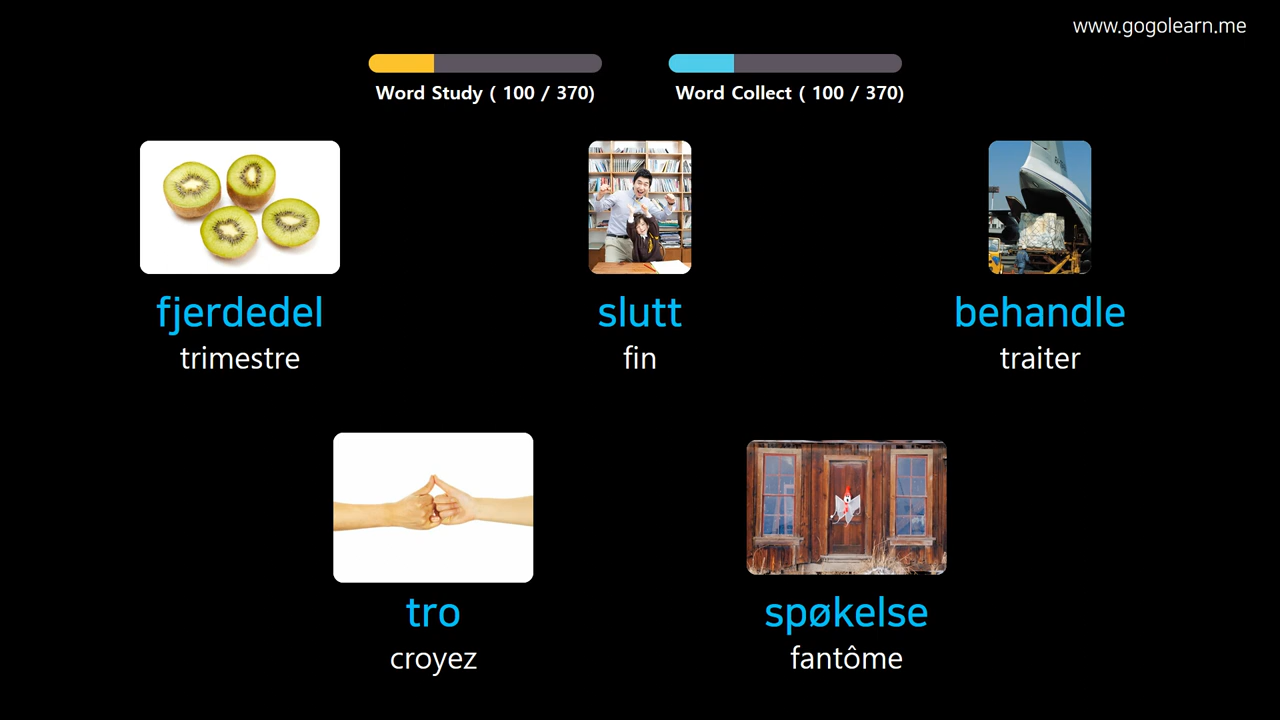 www.gogolearn.me
Word Study ( 100 / 370)
Word Collect ( 100 / 370)
fjerdedel
trimestre
slutt
fin
behandle
traiter
tro
croyez
spøkelse
fantôme